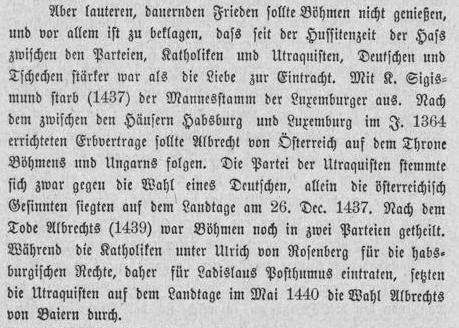 Aber lauteren, dauernden Frieden sollte Böhmen nicht genießen,
und vor allem ist zu beklagen, dass seit der Hussitenzeit der Hass
zwischen den Parteien, Katholiken und Utraquisten, Deutschen und
Tschechen stärker war als die Liebe zur Eintracht. Mit K. Sigis-
mund starb (1437) der Mannesstamm der Luxemburger aus. Nach
dem zwischen den Häusern Habsburg und Luxemburg im J. 1364
errichteten Erbvertrage sollte Albrecht von Österreich auf dem Throne
Böhmens und Ungarns folgen. Die Partei der Utraquisten stemmte
sich zwar gegen die Wahl eines Deutschen, allein die österreichisch
Gesinnten siegten auf dem Landtage am 26. Dec. 1437. Nach dem
Tode Albrechts (1439) war Böhmen noch in zwei Parteien getheilt.
Während die Katholiken unter Ulrich von Rosenberg für die habs-
burgischen Rechte, daher für Ladislaus Posthumus eintraten, setzten
die Utraquisten auf dem Landtage im Mai 1440 die Wahl Albrechts
von Baiern durch.